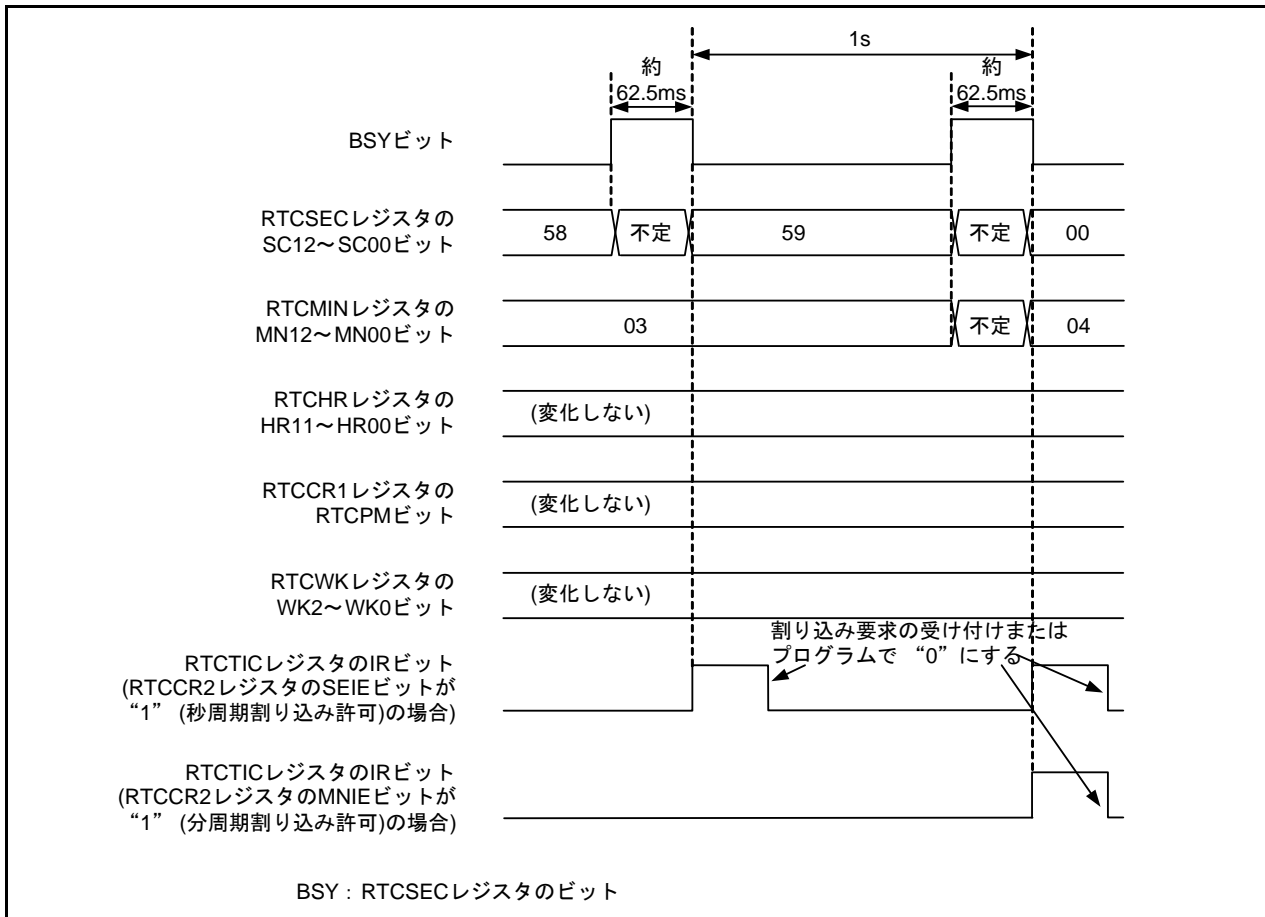 1s
約
62.5ms
約
62.5ms
BSYビット
RTCSECレジスタの
SC12～SC00ビット
58
不定
59
不定
00
RTCMINレジスタの
MN12～MN00ビット
03
不定
04
RTCHRレジスタの
HR11～HR00ビット
(変化しない)
RTCCR1レジスタの
RTCPMビット
(変化しない)
RTCWKレジスタの
WK2～WK0ビット
(変化しない)
割り込み要求の受け付けまたは
プログラムで “0”にする
RTCTICレジスタのIRビット
(RTCCR2レジスタのSEIEビットが
“1” (秒周期割り込み許可)の場合)
RTCTICレジスタのIRビット
(RTCCR2レジスタのMNIEビットが
“1” (分周期割り込み許可)の場合)
BSY : RTCSECレジスタのビット